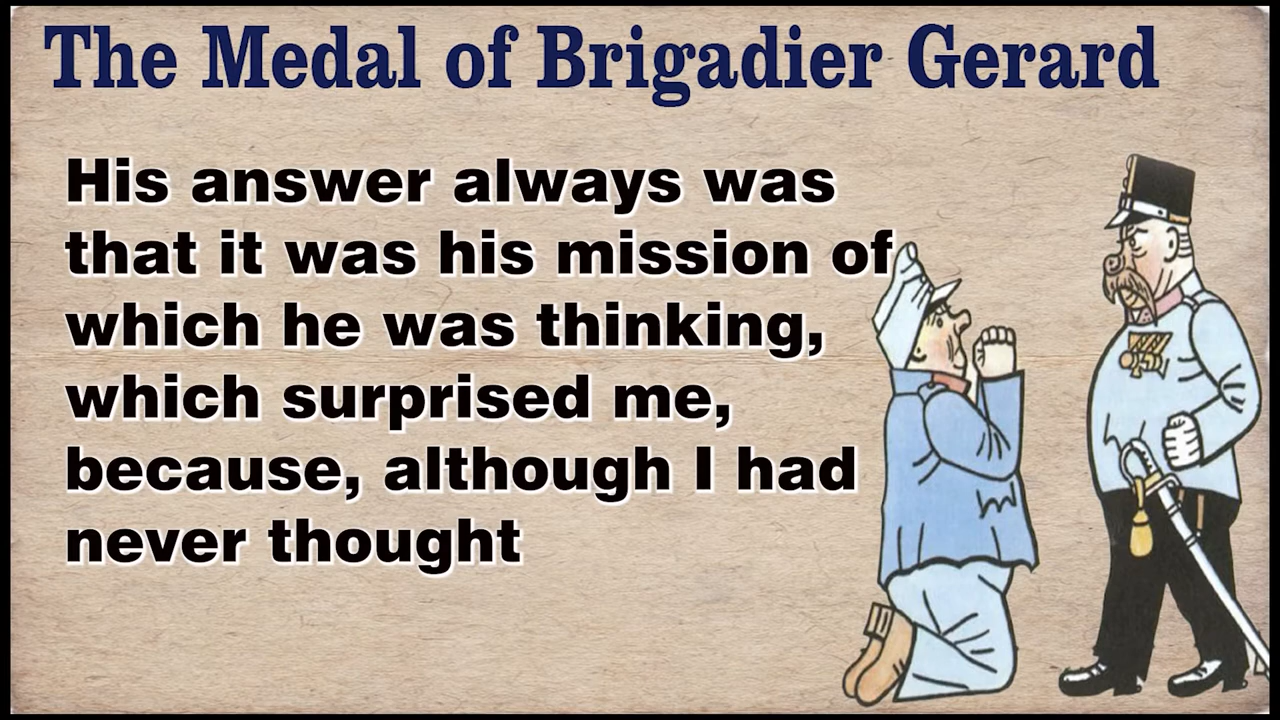 The Medal of Brigadier Gerard
His answer always was
that it was his mission of
which he was thinking,
which surprised me,
because, although I had
never thought